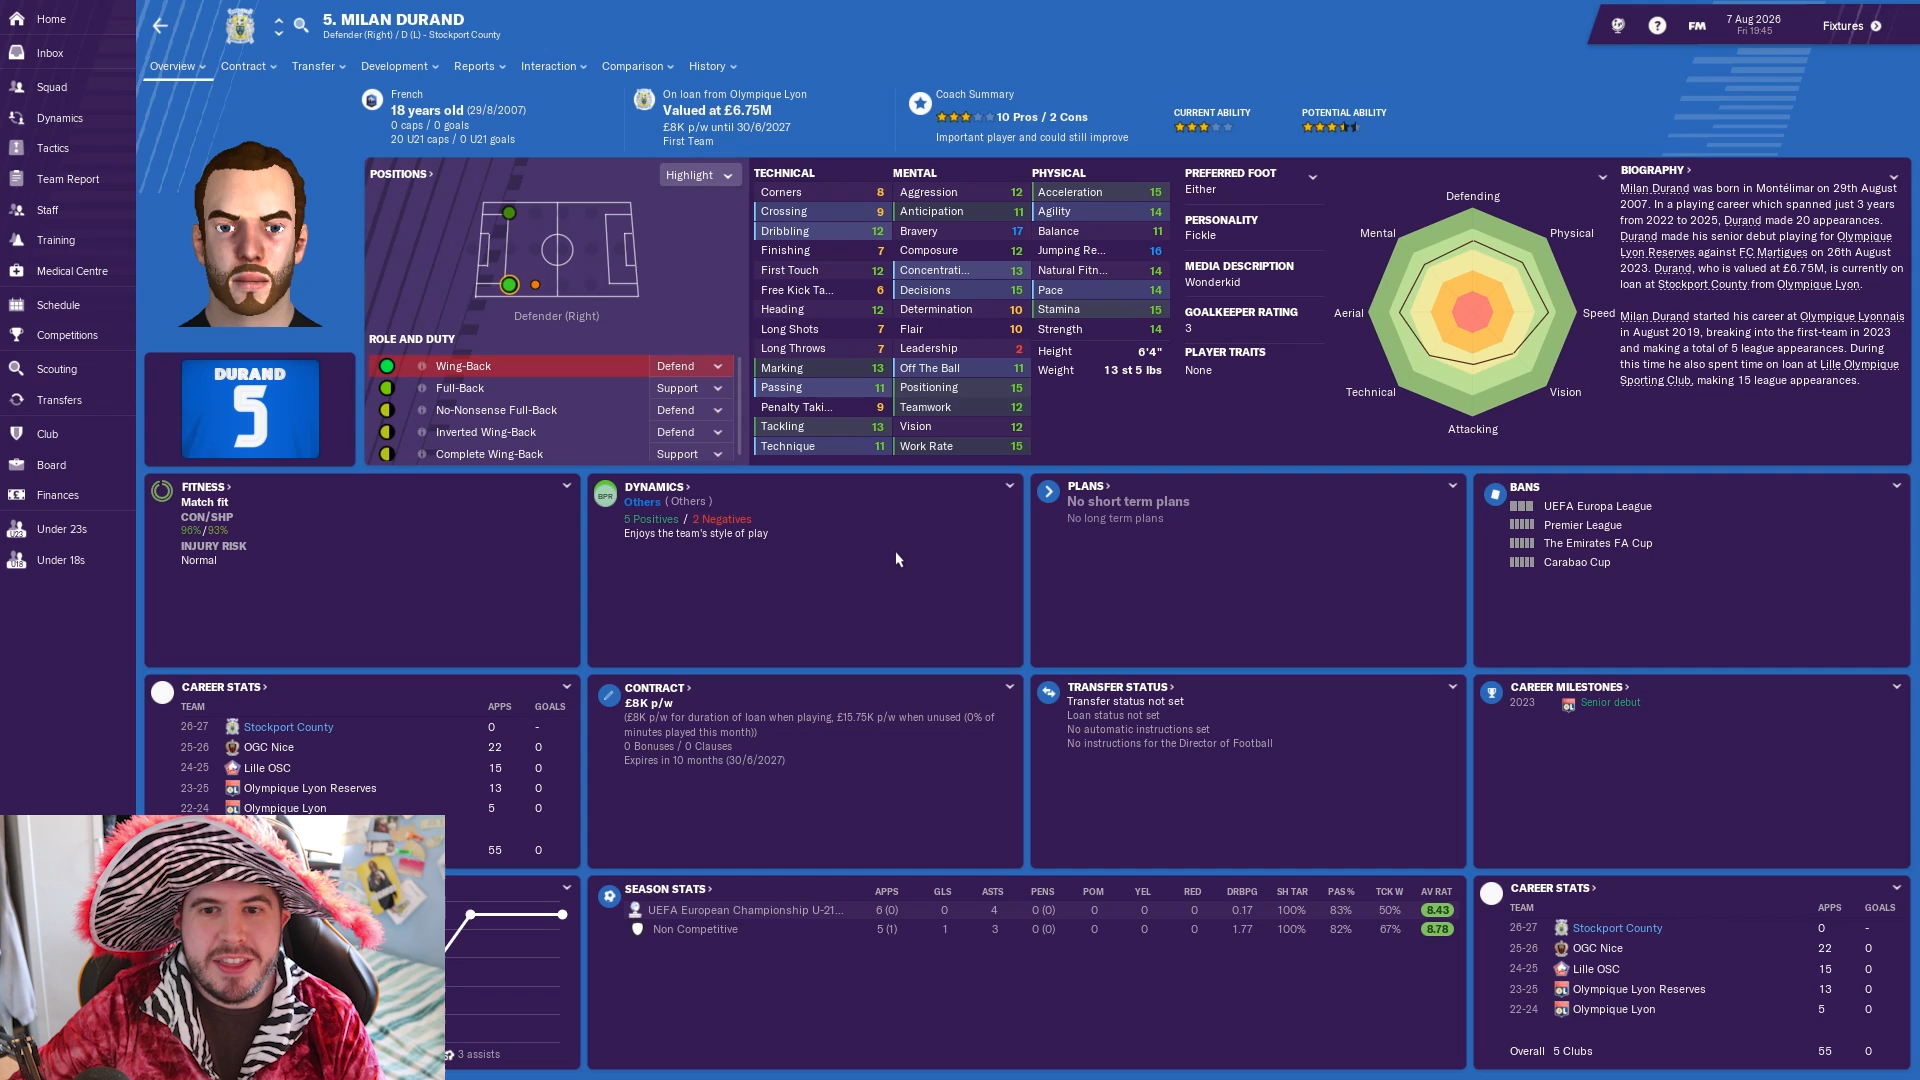 Home
Inbox
Squad
Dynamics
Tactics
Team Report
Staff
Training
Medical Centre
Schedule
Competitions
Scouting
Transfers
Club
Board
Finances
Under 23s
Under 18s
5. MILAN DURAND
Defender (Right) / D (L) - Stockport County
FM
7 Aug 2026
Fri 19:45
Fixtures
Overview Contract Transfer Development Reports Interaction Comparison History
French
18 years old (29/8/2007)
0 caps / 0 goals
20 U21 caps / 0 U21 goals
On loan from Olympique Lyon
Valued at £6.75M
£8K p/w until 30/6/2027
First Team
Coach Summary
10 Pros / 2 Cons
Important player and could still improve
CURRENT ABILITY
POTENTIAL ABILITY
DURAND
5
POSITIONS
Highlight
Defender (Right)
ROLE AND DUTY
Wing-Back Defend
Full-Back Support
No-Nonsense Full-Back Defend
Inverted Wing-Back Defend
Complete Wing-Back Support
TECHNICAL
Corners 8
Crossing 9
Dribbling 12
Finishing 7
First Touch 12
Free Kick Ta... 6
Heading 12
Long Shots 7
Long Throws 7
Marking 13
Passing 11
Penalty Taki... 9
Tackling 13
Technique 11
MENTAL
Aggression 12
Anticipation 11
Bravery 17
Composure 12
Concentrati... 13
Decisions 15
Determination 10
Flair 10
Leadership 2
Off The Ball 11
Positioning 15
Teamwork 12
Vision 12
Work Rate 15
PHYSICAL
Acceleration 15
Agility 14
Balance 11
Jumping Re... 16
Natural Fitn... 14
Pace 14
Stamina 15
Strength 14
Height 6'4"
Weight 13 st 5 lbs
PREFERRED FOOT
Either
PERSONALITY
Fickle
MEDIA DESCRIPTION
Wonderkid
GOALKEEPER RATING
3
PLAYER TRAITS
None
Defending
Physical
Speed
Vision
Attacking
Technical
Aerial
Mental
BIOGRAPHY
Milan Durand was born in Montélimar on 29th August
2007. In a playing career which spanned just 3 years
from 2022 to 2025, Durand made 20 appearances.
Durand made his senior debut playing for Olympique
Lyon Reserves against FC Martigues on 26th August
2023. Durand, who is valued at £6.75M, is currently on
loan at Stockport County from Olympique Lyon.
Milan Durand started his career at Olympique Lyonnais
in August 2019, breaking into the first-team in 2023
and making a total of 5 league appearances. During
this time he also spent time on loan at Lille Olympique
Sporting Club, making 15 league appearances.
FITNESS
Match fit
CON/SHP
96%/93%
INJURY RISK
Normal
BPR
DYNAMICS
Others ( Others )
5 Positives / 2 Negatives
Enjoys the team's style of play
PLANS
No short term plans
No long term plans
BANS
UEFA Europa League
Premier League
The Emirates FA Cup
Carabao Cup
CAREER STATS
TEAM APPS GOALS
26-27 Stockport County 0 -
25-26 OGC Nice 22 0
24-25 Lille OSC 15 0
23-25 Olympique Lyon Reserves 13 0
22-24 Olympique Lyon 5 0
55 0
CONTRACT
£8K p/w
(£8K p/w for duration of loan when playing, £15.75K p/w when unused (0% of
minutes played this month))
0 Bonuses / 0 Clauses
Expires in 10 months (30/6/2027)
TRANSFER STATUS
Transfer status not set
Loan status not set
No automatic instructions set
No instructions for the Director of Football
CAREER MILESTONES
2023 Senior debut
3 assists
SEASON STATS APPS GLS ASTS PENS POM YEL RED DRBPG SH TAR PAS % TCK W AV RAT
UEFA European Championship U-21... 6 (0) 0 4 0 (0) 0 0 0 0.17 100% 83% 50% 8.43
Non Competitive 5 (1) 1 3 0 (0) 0 0 0 1.77 100% 82% 67% 8.78
CAREER STATS
TEAM APPS GOALS
26-27 Stockport County 0 -
25-26 OGC Nice 22 0
24-25 Lille OSC 15 0
23-25 Olympique Lyon Reserves 13 0
22-24 Olympique Lyon 5 0
Overall 5 Clubs 55 0